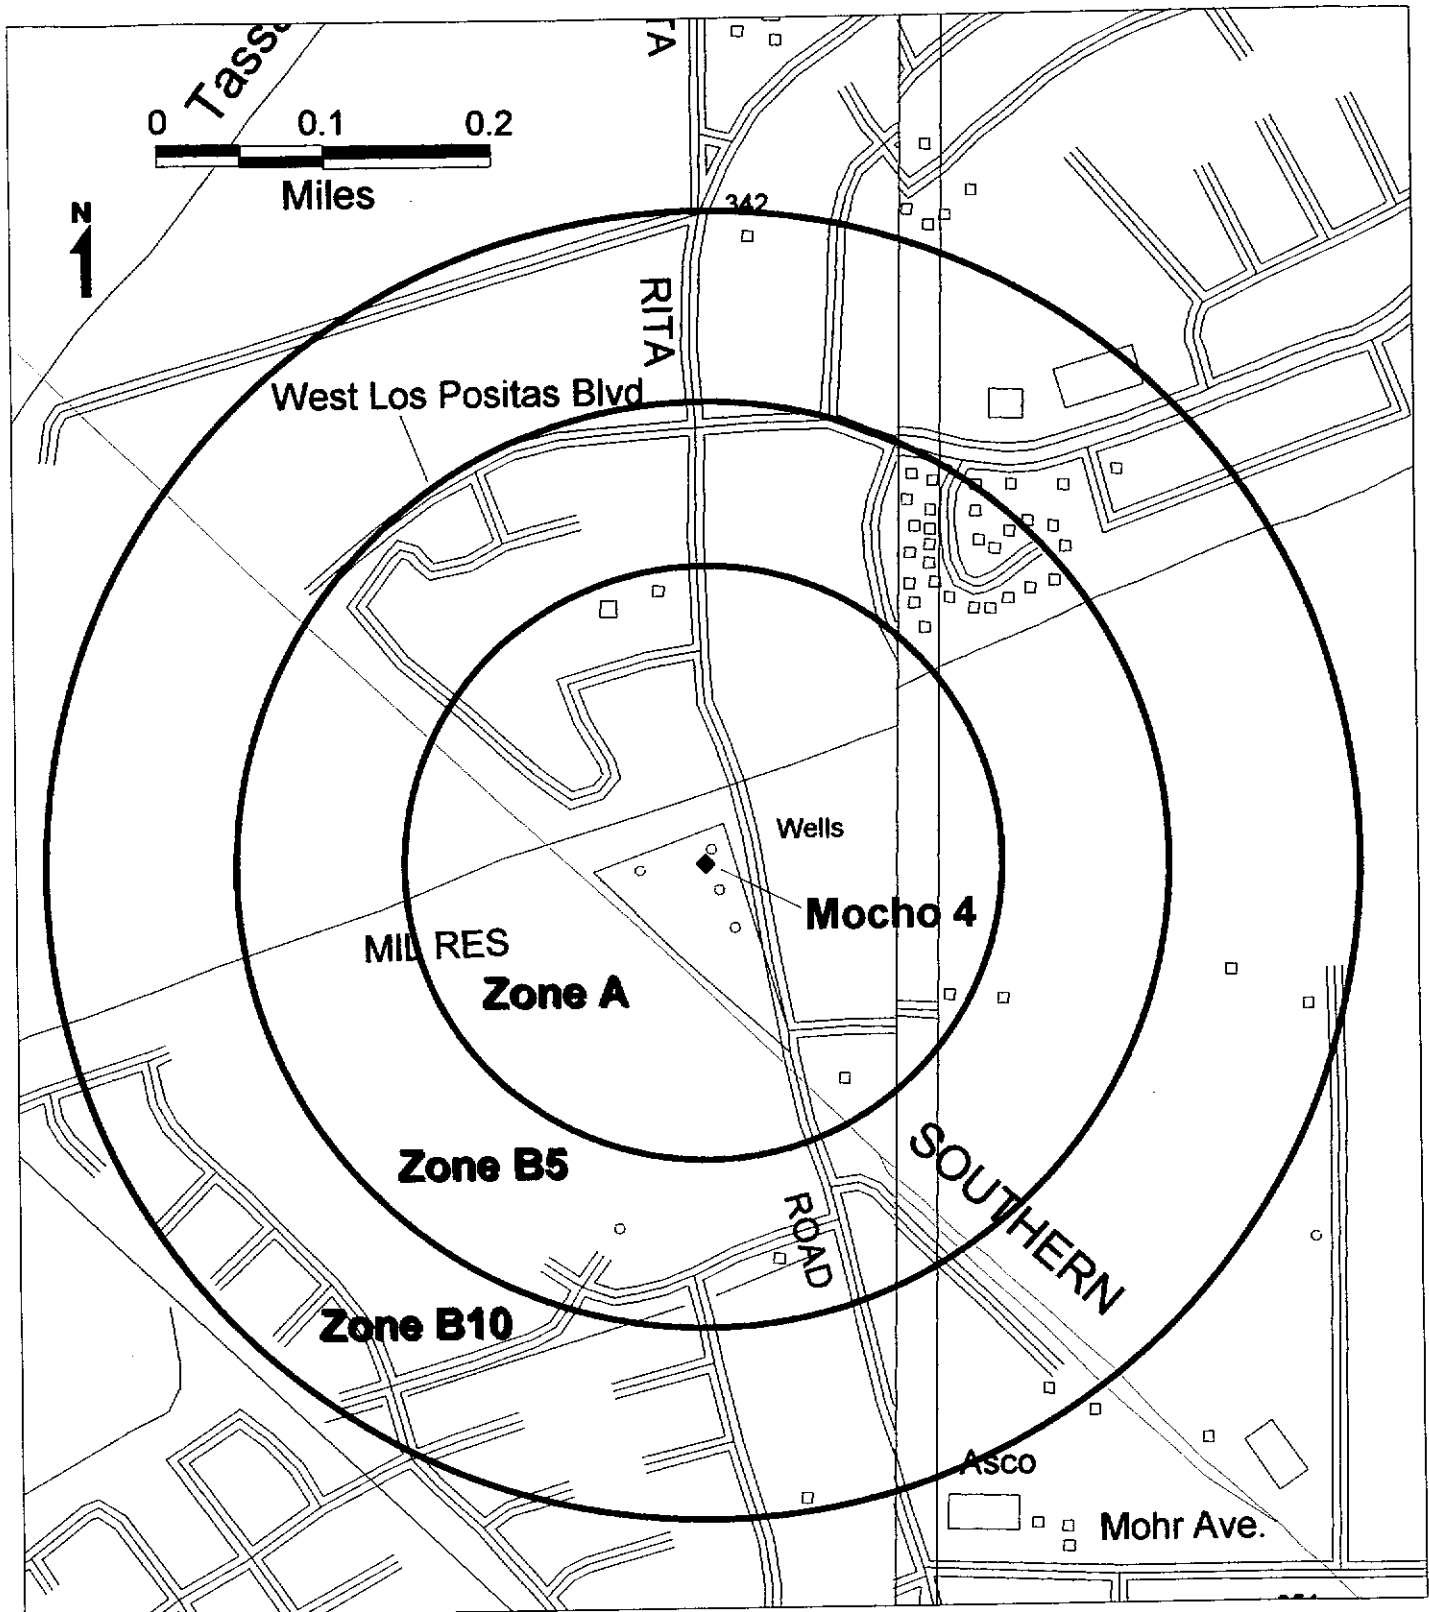 Tass
TA
0 0.1 0.2
Miles
N
342
RITA
West Los Positas Blvd
Wells
Mocho 4
MIL RES
Zone A
SOUTHERN
Zone B5
ROAD
Zone B10
Asco
Mohr Ave.